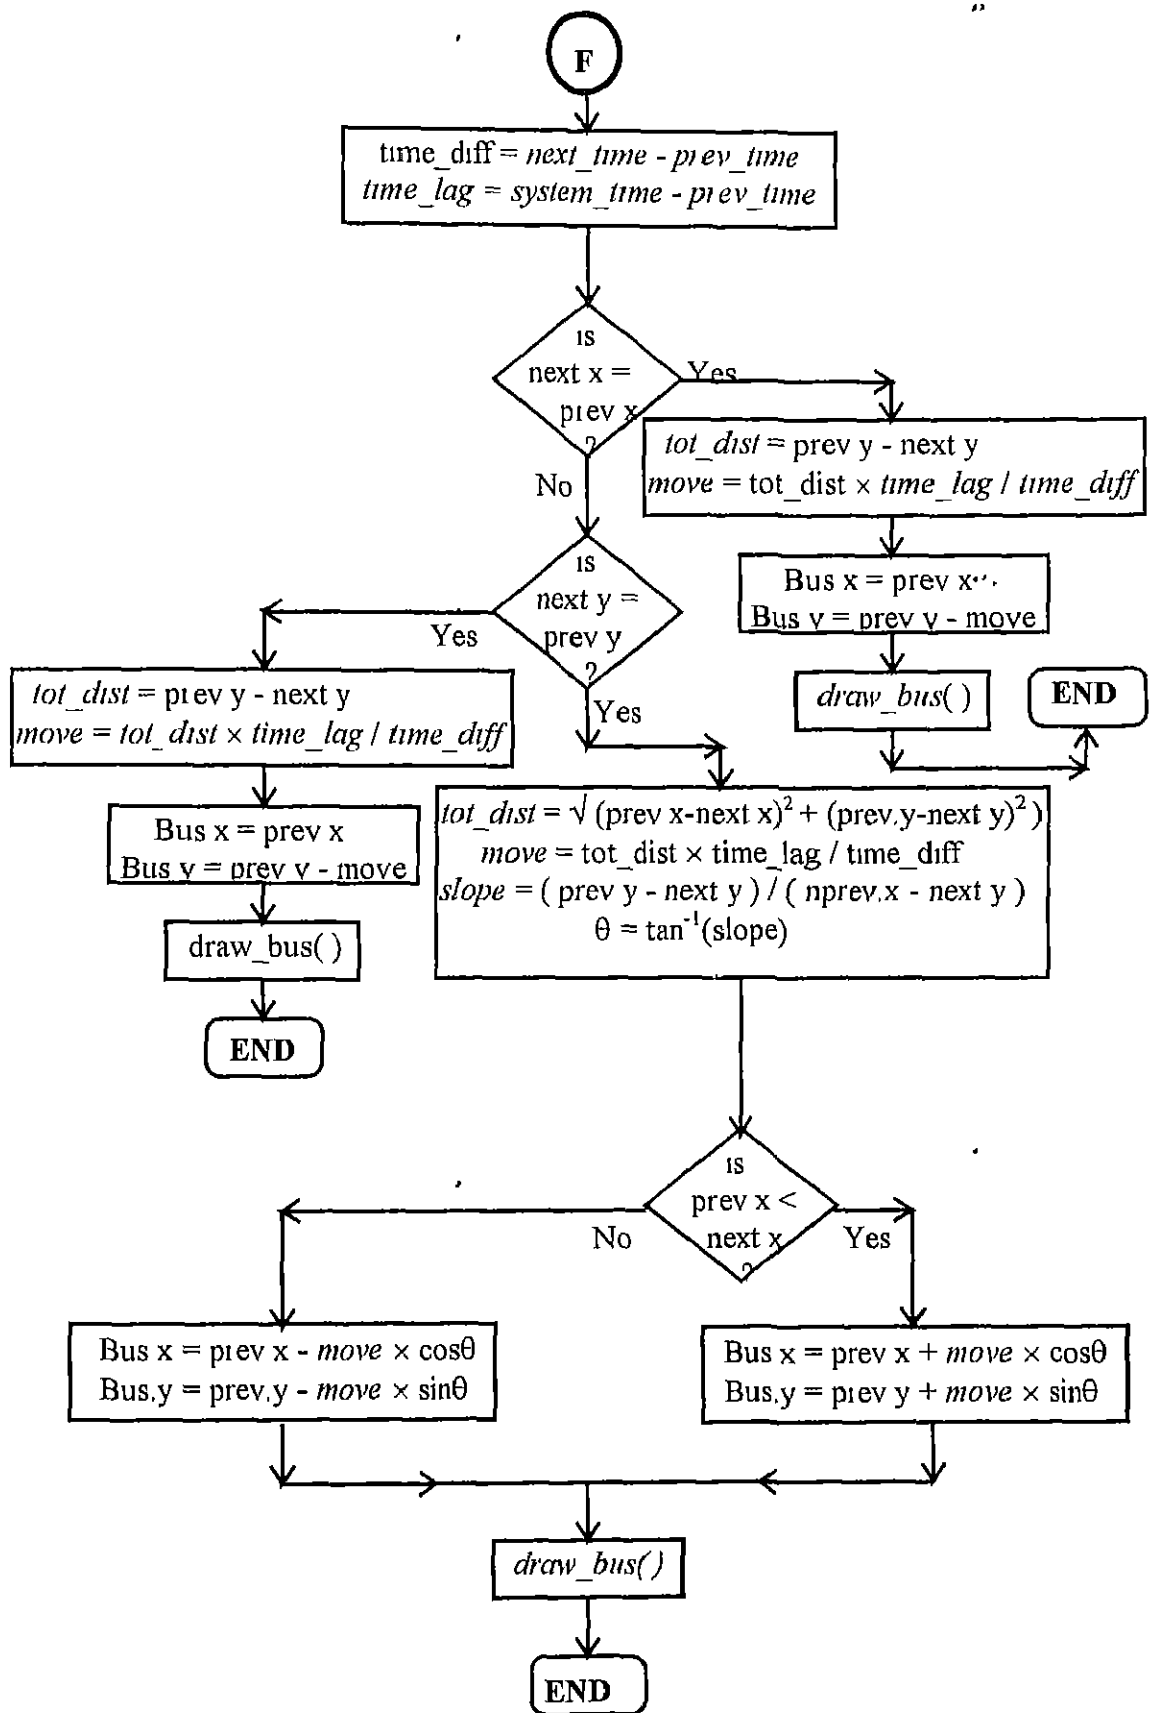 F
time_diff = next_time - prev_time
time_lag = system_time - prev_time
is
next x =
prev x
?
Yes
No
tot_dist = prev y - next y
move = tot_dist × time_lag / time_diff
Bus x = prev x
Bus y = prev y - move
draw_bus( )
END
is
next y =
prev y
?
Yes
Yes
tot_dist = prev y - next y
move = tot_dist × time_lag / time_diff
Bus x = prev x
Bus y = prev y - move
draw_bus( )
END
tot_dist = √ (prev x-next x)² + (prev.y-next y)² )
move = tot_dist × time_lag / time_diff
slope = ( prev y - next y ) / ( nprev.x - next y )
θ = tan⁻¹(slope)
is
prev x <
next x
?
No
Yes
Bus x = prev x - move × cosθ
Bus.y = prev.y - move × sinθ
Bus x = prev x + move × cosθ
Bus.y = prev y + move × sinθ
draw_bus()
END